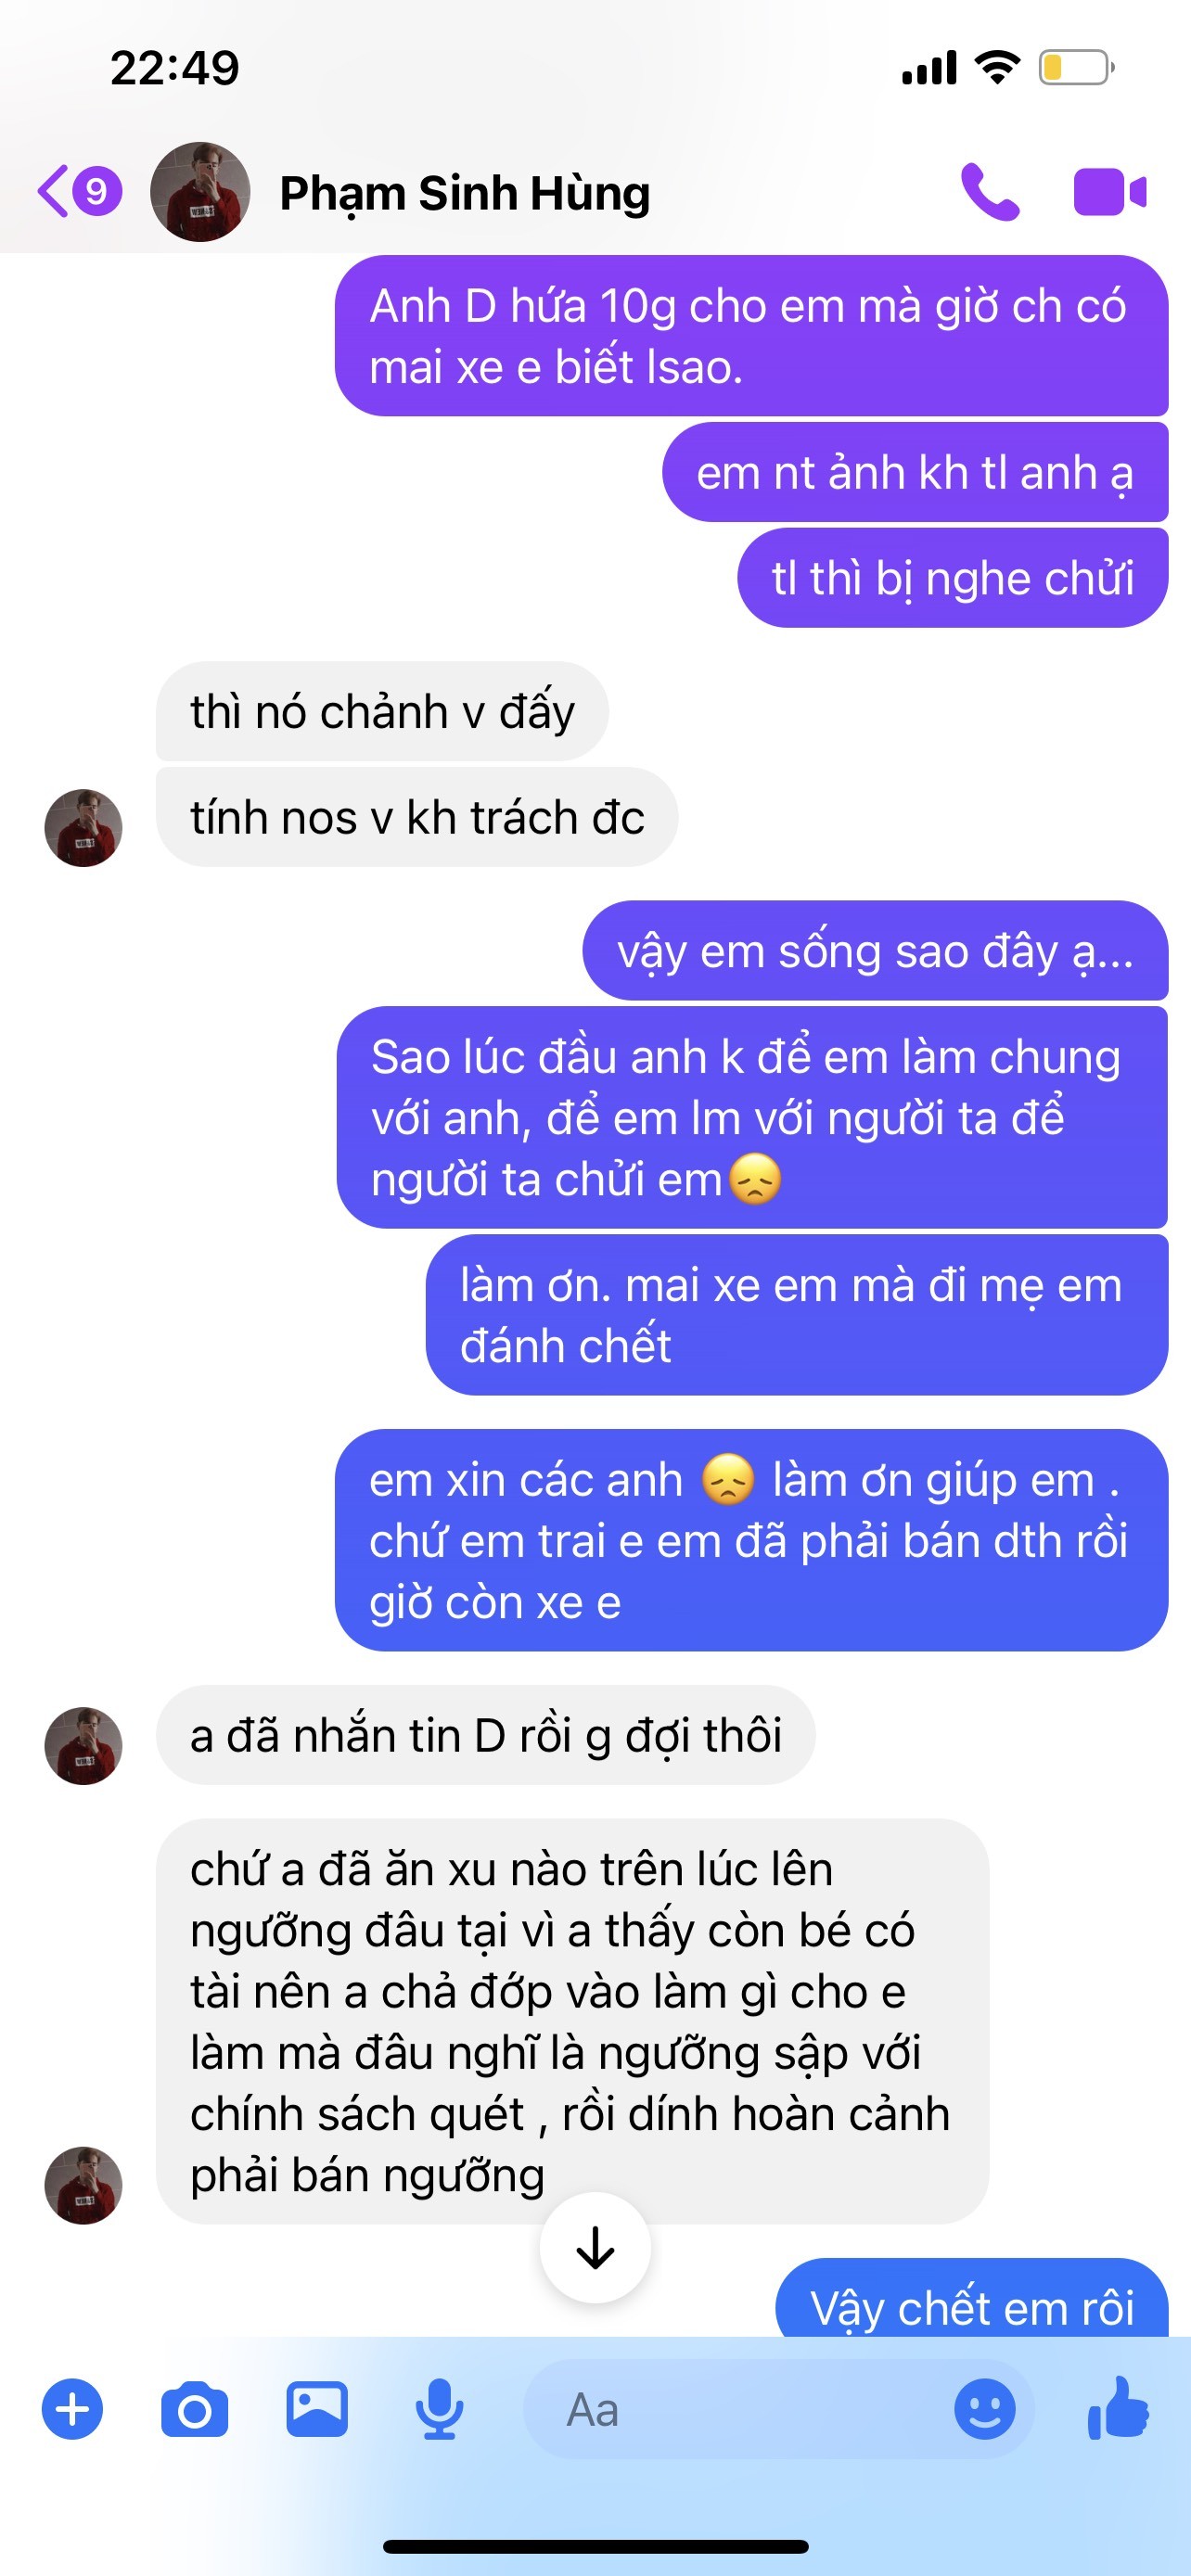 22:49
9
Phạm Sinh Hùng
Anh D hứa 10g cho em mà giờ ch có
mai xe e biết lsao.
em nt ảnh kh tl anh ạ
tl thì bị nghe chửi
thì nó chảnh v đấy
tính nos v kh trách đc
vậy em sống sao đây ạ...
Sao lúc đầu anh k để em làm chung
với anh, để em lm với người ta để
người ta chửi em😞
làm ơn. mai xe em mà đi mẹ em
đánh chết
em xin các anh 😞 làm ơn giúp em .
chứ em trai e em đã phải bán dth rồi
giờ còn xe e
a đã nhắn tin D rồi g đợi thôi
chứ a đã ăn xu nào trên lúc lên
ngưỡng đâu tại vì a thấy còn bé có
tài nên a chả đớp vào làm gì cho e
làm mà đâu nghĩ là ngưỡng sập với
chính sách quét , rồi dính hoàn cảnh
phải bán ngưỡng
Vậy chết em rôi
Aa